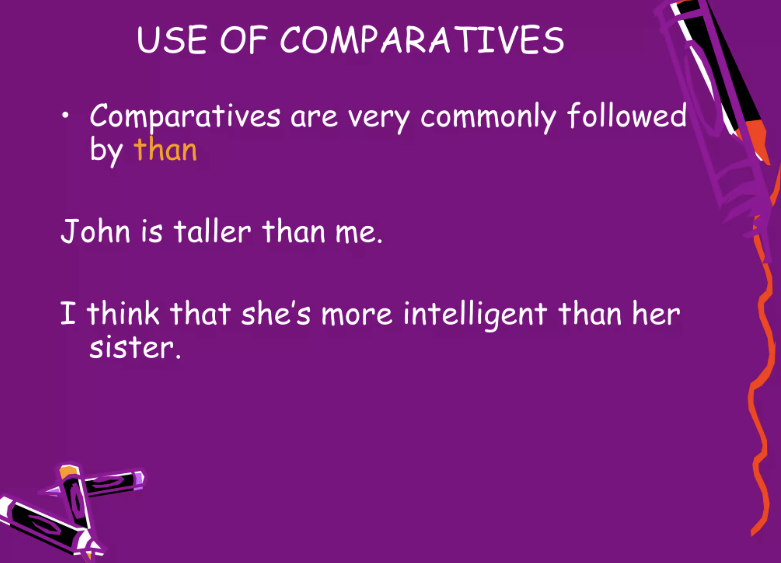 USE OF COMPARATIVES
• Comparatives are very commonly followed
by than
John is taller than me.
I think that she's more intelligent than her
sister.